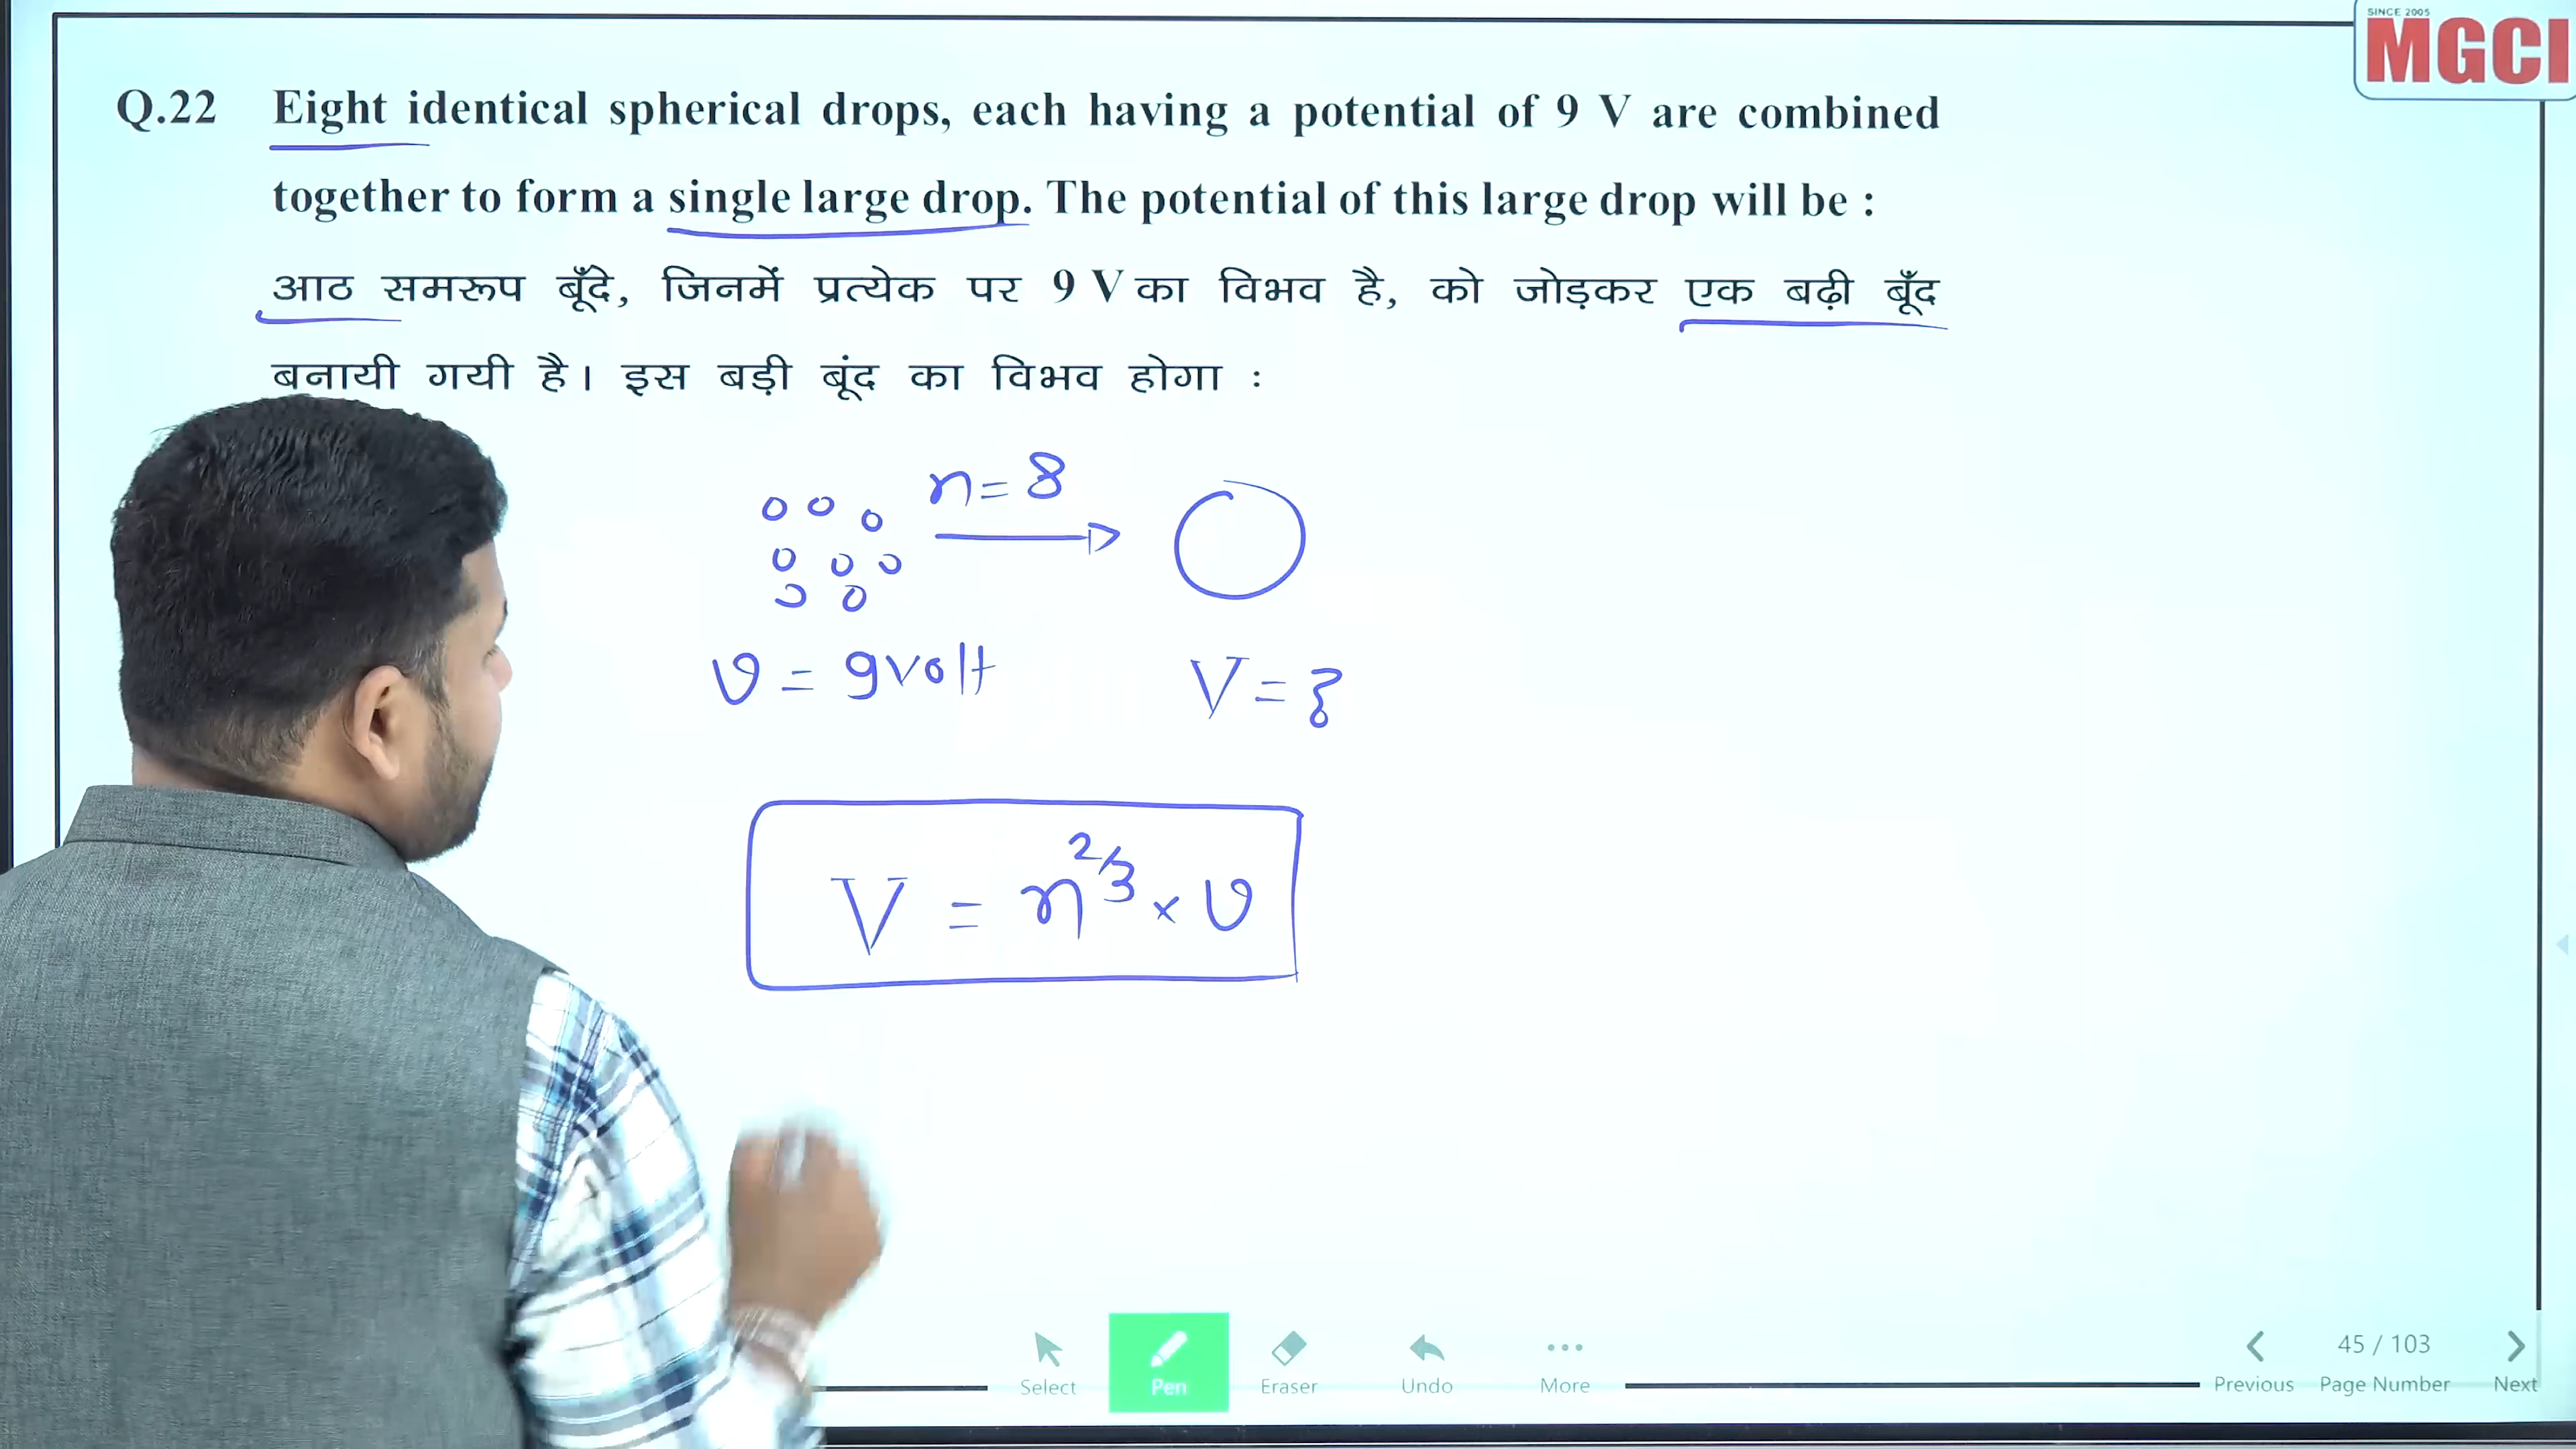 SINCE 2005
MGCI
Q.22 Eight identical spherical drops, each having a potential of 9 V are combined
together to form a single large drop. The potential of this large drop will be :
आठ समरूप बूँदे, जिनमें प्रत्येक पर 9 V का विभव है, को जोड़कर एक बढ़ी बूँद
बनायी गयी है। इस बड़ी बूंद का विभव होगा :
n = 8
v = 9volt V = ?
V = n^2/3 × v
Select Pen Eraser Undo More
45 / 103
Previous Page Number Next